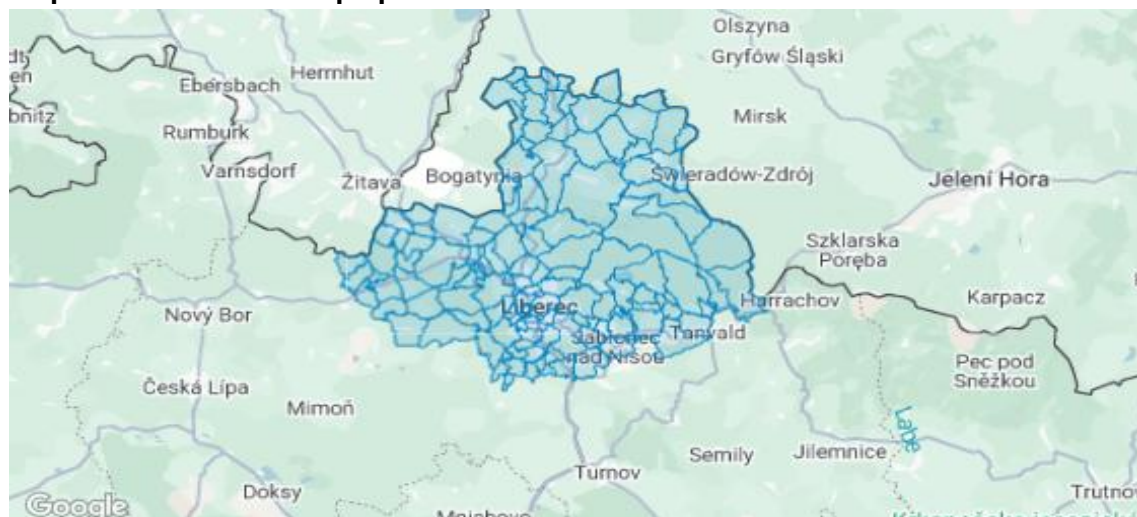 Olszyna
Gryfów Śląski
Herrnhut
Ebersbach
Mirsk
Rumburk
Varnsdorf
Žitava
Bogatynia
Świeradów-Zdrój
Jelení Hora
Szklarska
Poręba
Karpacz
Harrachov
Nový Bor
Liberec
Tanvald
Jablonec
nad Nisou
Pec pod
Sněžkou
Česká Lípa
Mimoň
Labe
Semily
Jilemnice
Turnov
Doksy
Trutnov
Google